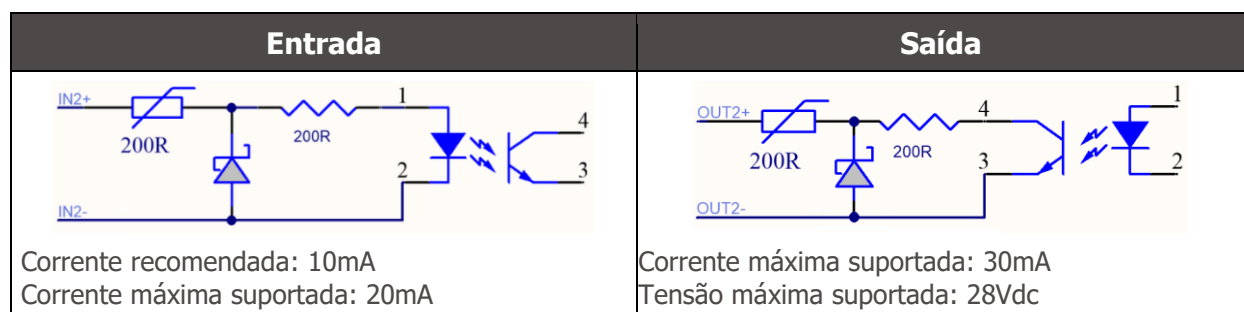 Entrada
Saída
IN2+
200R
200R
1
2
4
3
IN2-
OUT2+
200R
200R
4
3
1
2
OUT2-
Corrente recomendada: 10mA
Corrente máxima suportada: 20mA
Corrente máxima suportada: 30mA
Tensão máxima suportada: 28Vdc